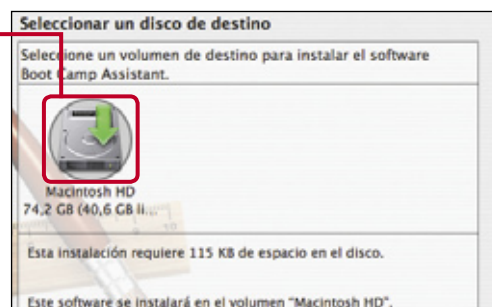 Seleccionar un disco de destino
Seleccione un volumen de destino para instalar el software
Boot Camp Assistant.
Macintosh HD
74,2 GB (40,6 GB li...
Esta instalación requiere 115 KB de espacio en el disco.
Este software se instalará en el volumen "Macintosh HD".